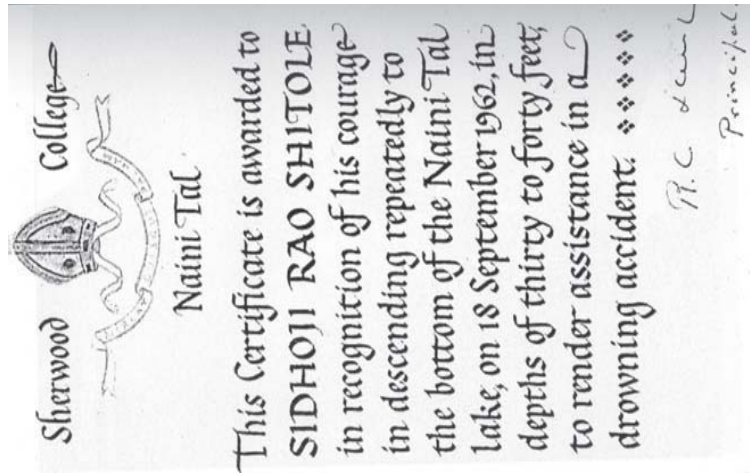 Sherwood College
Naini Tal
This Certificate is awarded to
SIDHOJI RAO SHITOLE
in recognition of his courage
in descending repeatedly to
the bottom of the Naini Tal
lake, on 18 September 1962, in
depths of thirty to forty feet,
to render assistance in a
drowning accident.
Principal.